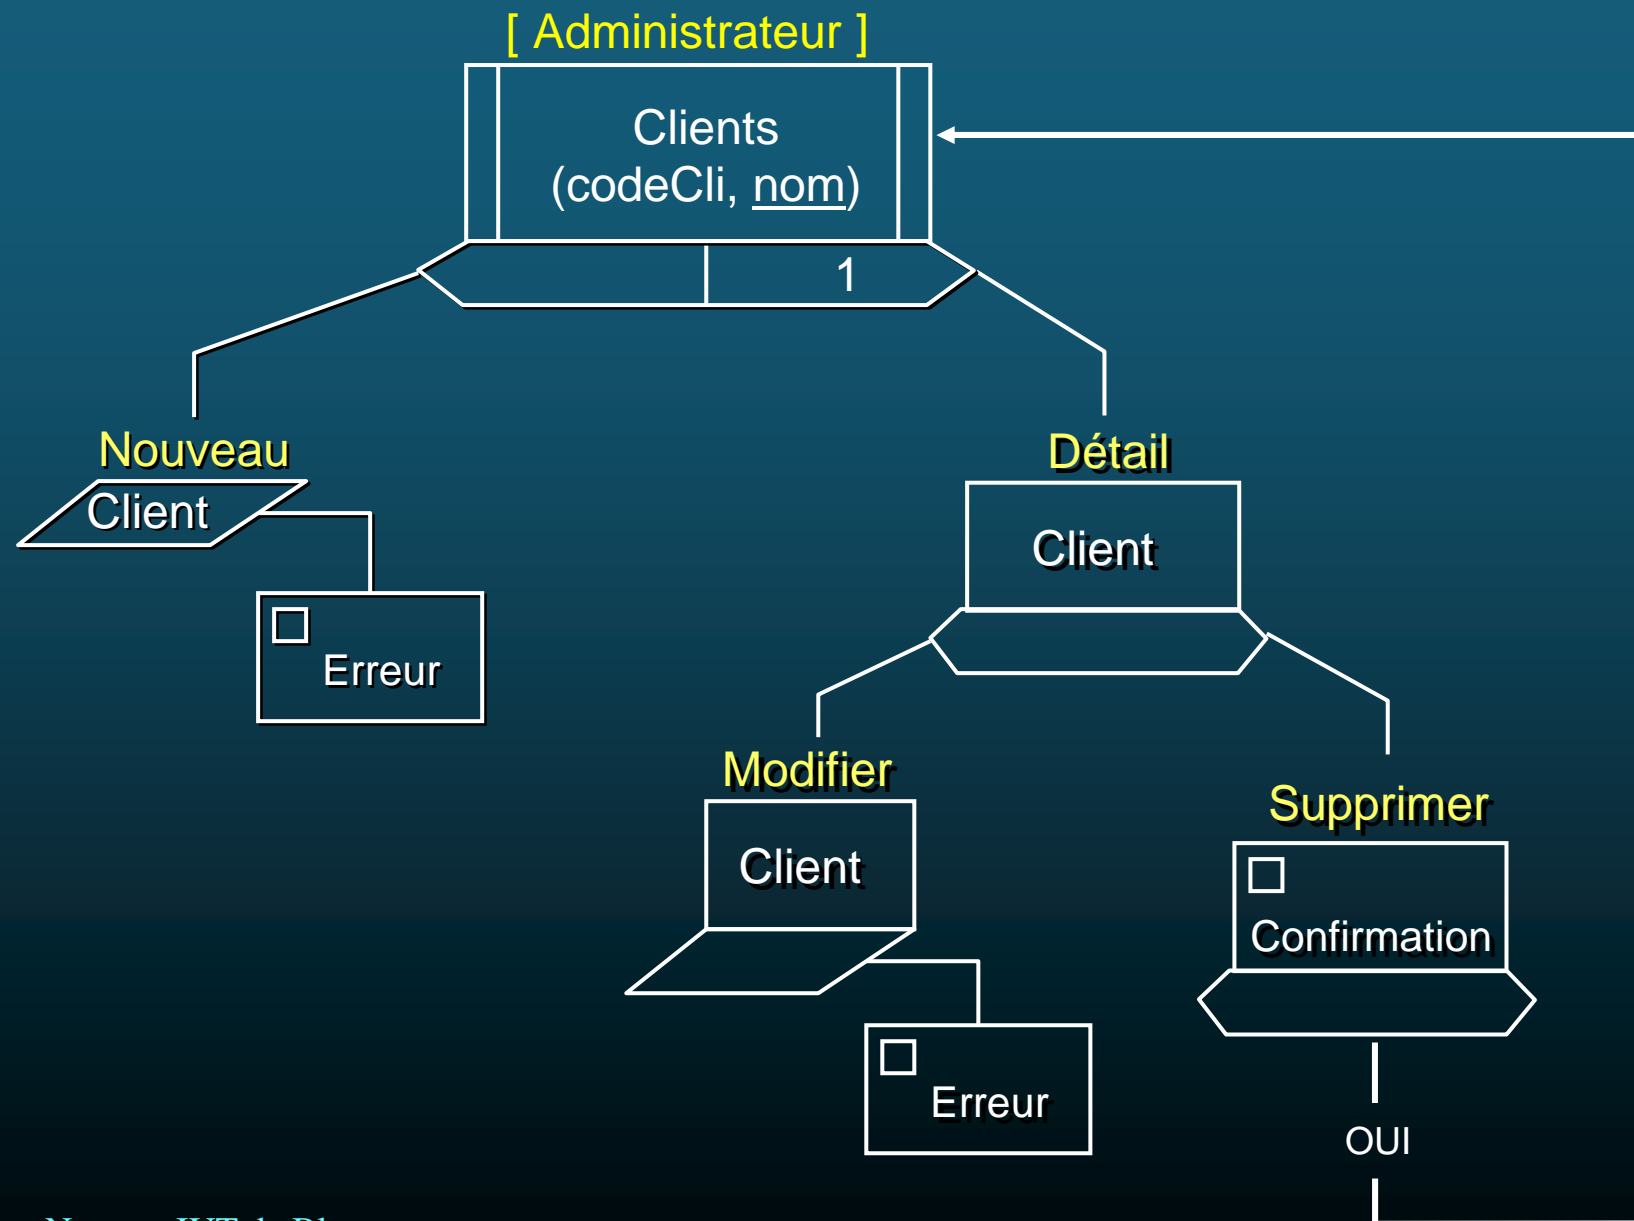 [ Administrateur ]
Clients
(codeCli, nom)
1
Nouveau
Client
Erreur
Détail
Client
Modifier
Client
Erreur
Supprimer
Confirmation
OUI